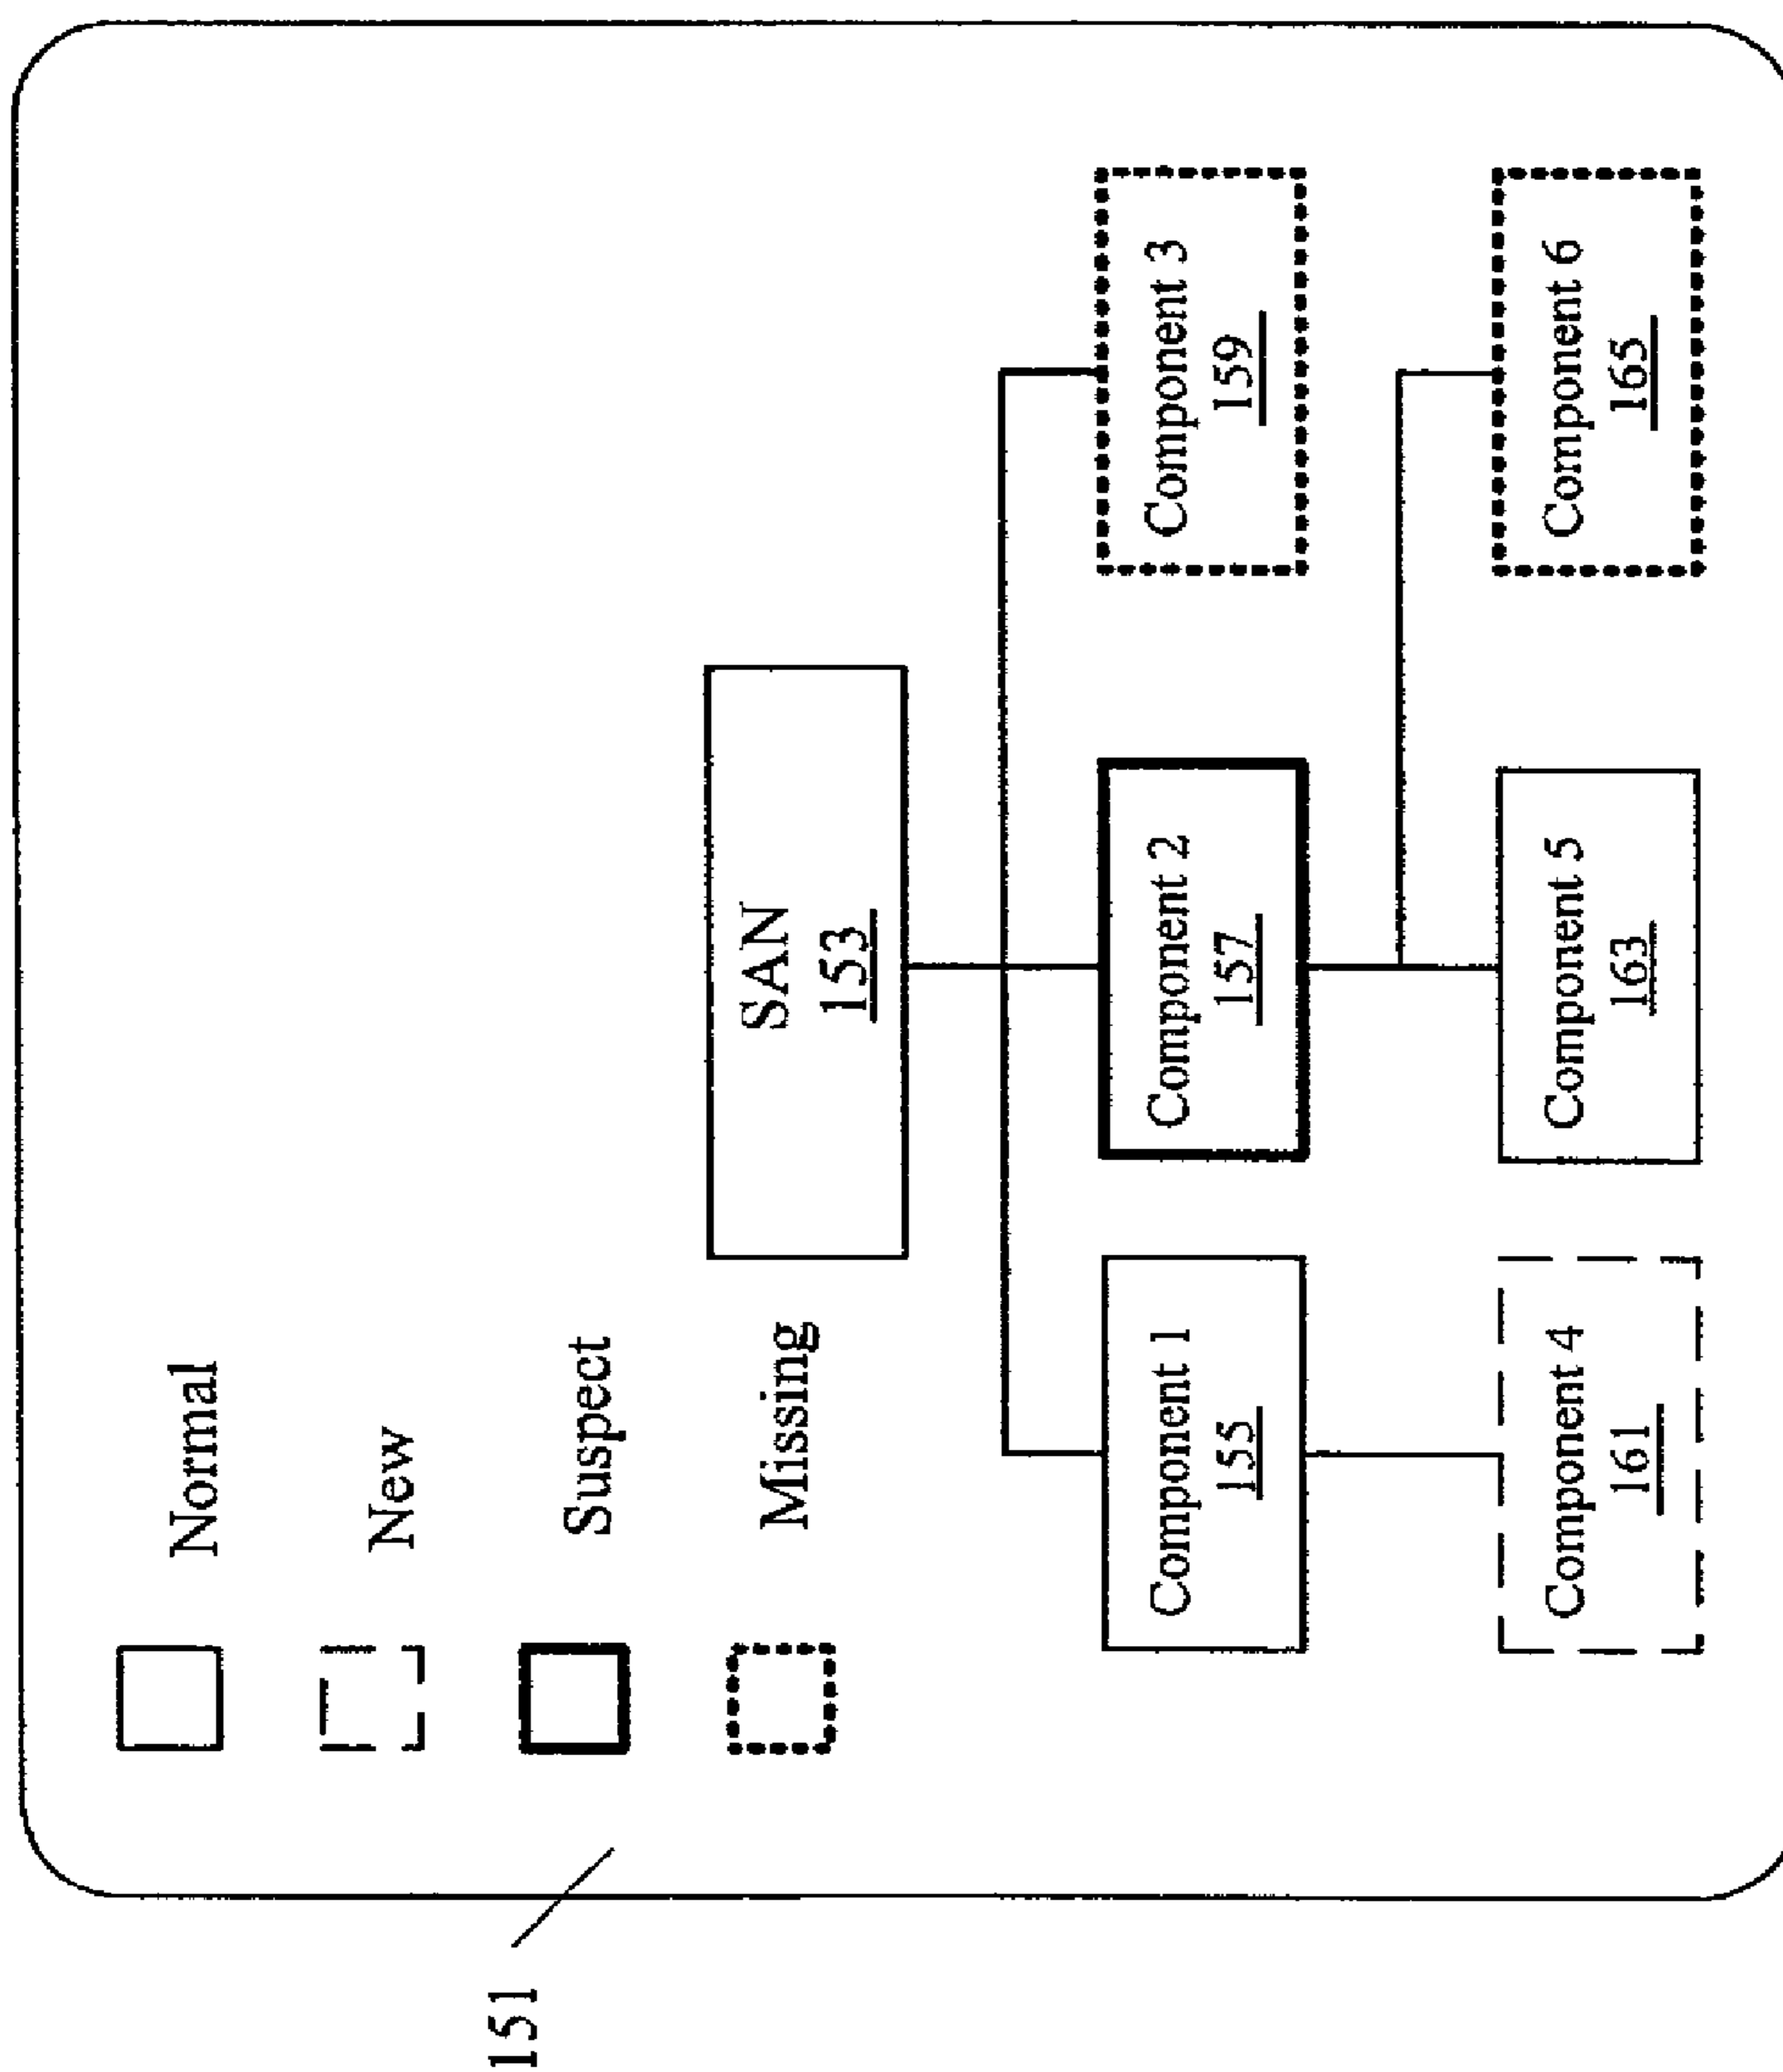 Normal
New
Suspect
Missing
151
SAN
153
Component 1
155
Component 2
157
Component 3
159
Component 4
161
Component 5
163
Component 6
165